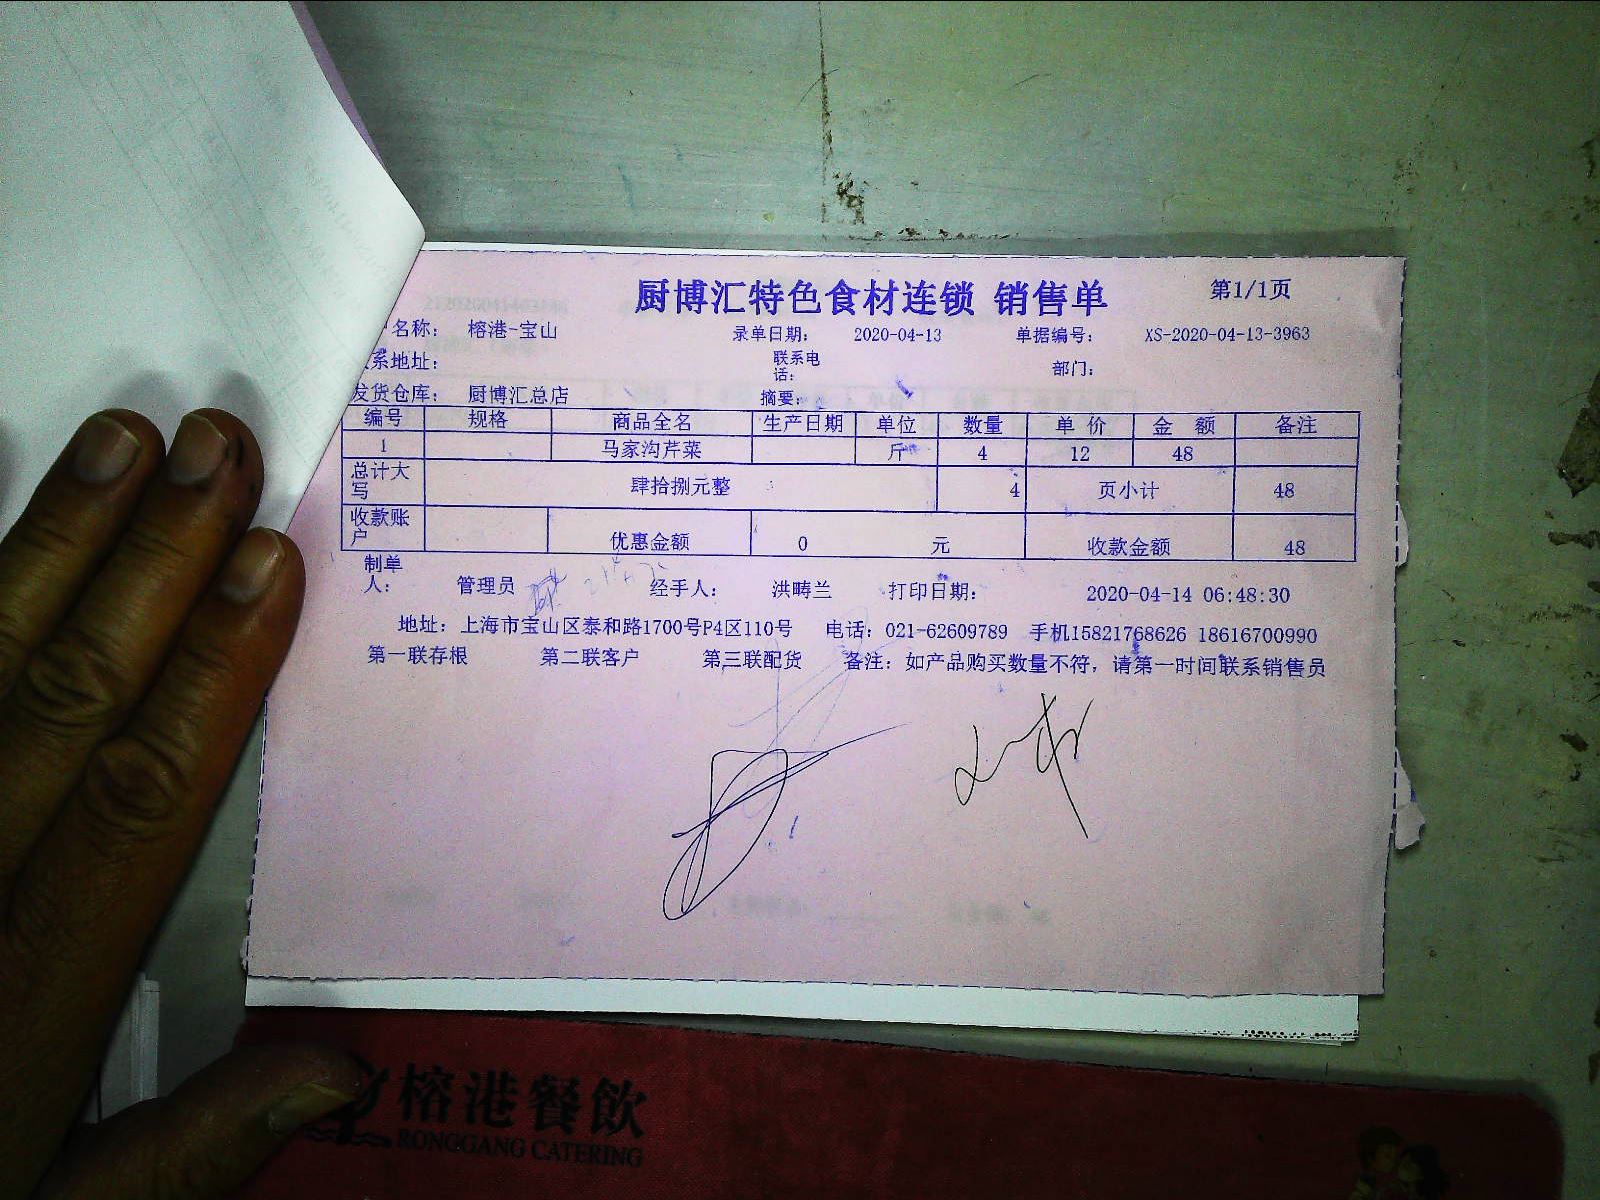 厨博汇特色食材连锁 销售单 第1/1页
名称： 榕港-宝山 录单日期： 2020-04-13 单据编号： XS-2020-04-13-3963
系地址： 联系电话： 部门：
发货仓库： 厨博汇总店 摘要：
编号 规格 商品全名 生产日期 单位 数量 单 价 金 额 备注
1 马家沟芹菜 斤 4 12 48
总计大写 肆拾捌元整 4 页小计 48
收款账户 优惠金额 0 元 收款金额 48
制单人： 管理员 经手人： 洪畴兰 打印日期： 2020-04-14 06:48:30
地址：上海市宝山区泰和路1700号P4区110号 电话：021-62609789 手机15821768626 18616700990
第一联存根 第二联客户 第三联配货 备注：如产品购买数量不符，请第一时间联系销售员
榕港餐飲
RONGGANG CATERING